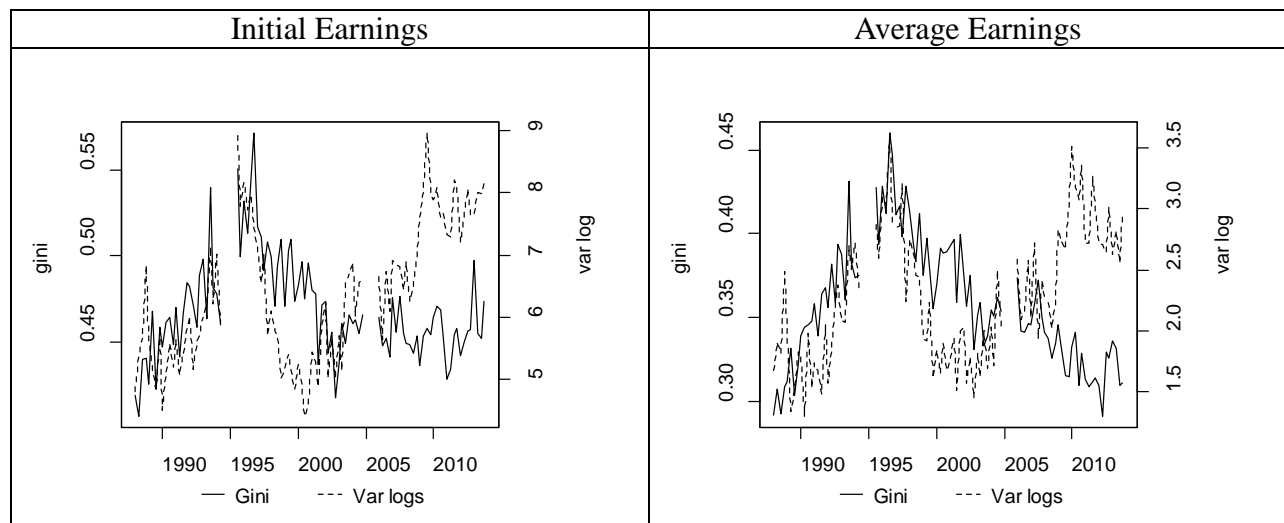 Initial Earnings
Average Earnings
gini
0.45 0.50 0.55
5 6 7 8 9
var log
1990 1995 2000 2005 2010
Gini Var logs
gini
0.30 0.35 0.40 0.45
1.5 2.0 2.5 3.0 3.5
var log
1990 1995 2000 2005 2010
Gini Var logs